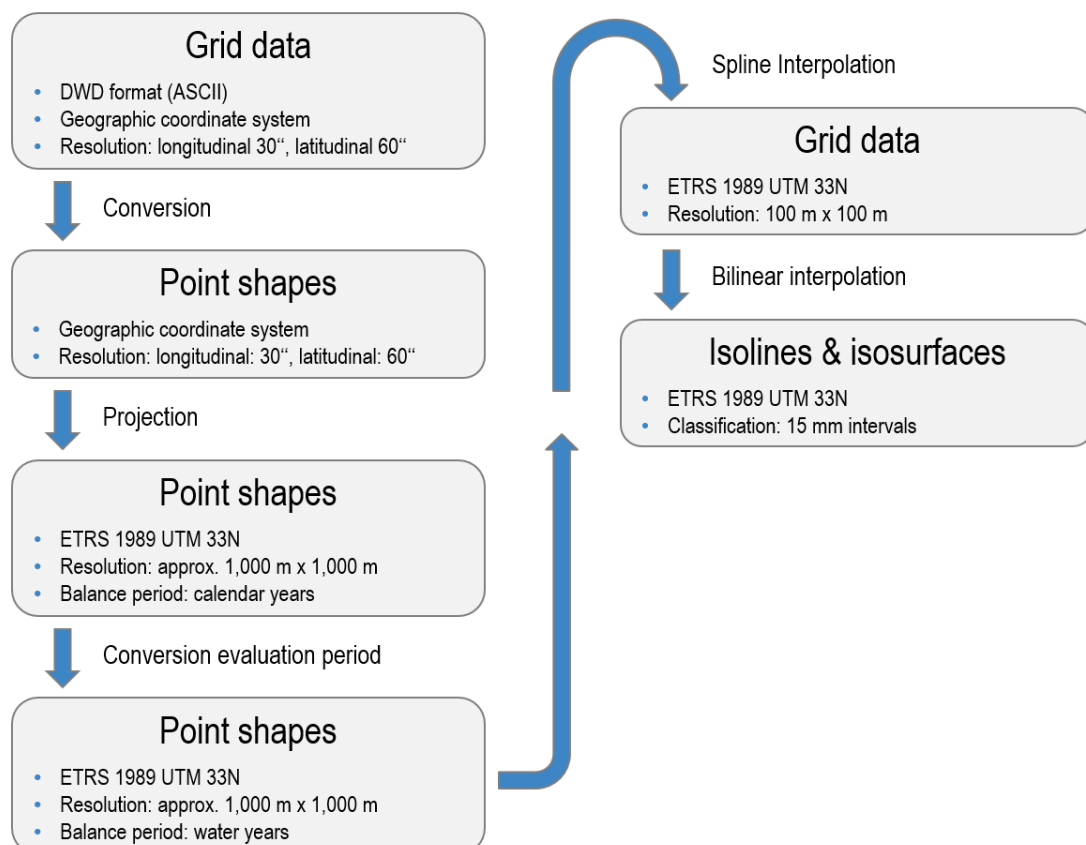 Grid data
• DWD format (ASCII)
• Geographic coordinate system
• Resolution: longitudinal 30“, latitudinal 60“
Conversion
Point shapes
• Geographic coordinate system
• Resolution: longitudinal: 30“, latitudinal: 60“
Projection
Point shapes
• ETRS 1989 UTM 33N
• Resolution: approx. 1,000 m x 1,000 m
• Balance period: calendar years
Conversion evaluation period
Point shapes
• ETRS 1989 UTM 33N
• Resolution: approx. 1,000 m x 1,000 m
• Balance period: water years
Spline Interpolation
Grid data
• ETRS 1989 UTM 33N
• Resolution: 100 m x 100 m
Bilinear interpolation
Isolines & isosurfaces
• ETRS 1989 UTM 33N
• Classification: 15 mm intervals